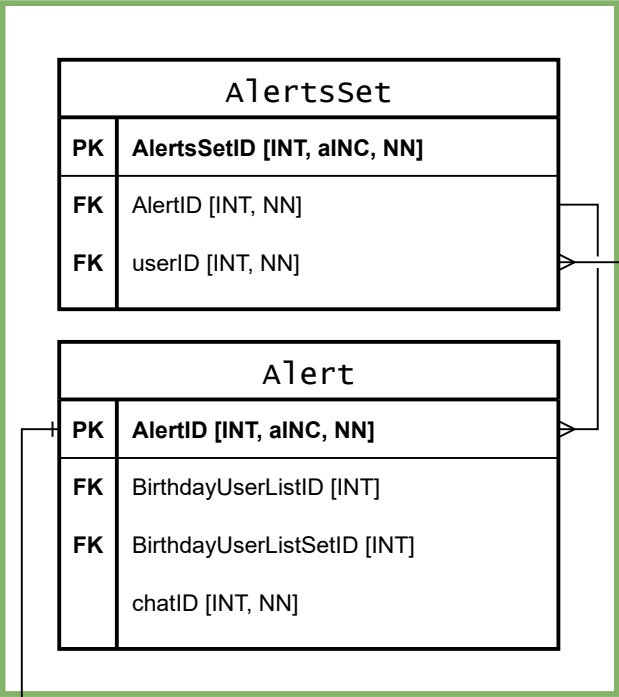 AlertsSet
PK AlertsSetID [INT, aINC, NN]
FK AlertID [INT, NN]
FK userID [INT, NN]
Alert
PK AlertID [INT, aINC, NN]
FK BirthdayUserListID [INT]
FK BirthdayUserListSetID [INT]
chatID [INT, NN]